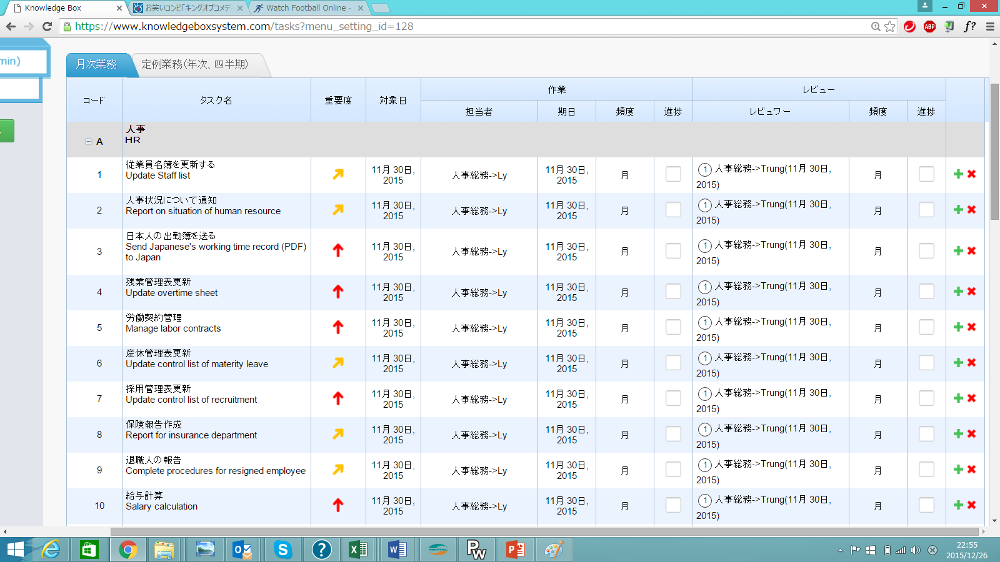 Knowledge Box
お笑いコンビ「キングオブコメデ
Watch Football Online -
https://www.knowledgeboxsystem.com/tasks?menu_setting_id=128
ABP
f?
min)
月次業務
定例業務(年次、四半期)
コード タスク名 重要度 対象日 作業 レビュー
担当者 期日 頻度 進捗 レビュワー 頻度 進捗
A
人事
HR
1
従業員名簿を更新する
Update Staff list
11月 30日,
2015
人事総務->Ly
11月 30日,
2015
月
1 人事総務->Trung(11月 30日,
2015)
月
2
人事状況について通知
Report on situation of human resource
11月 30日,
2015
人事総務->Ly
11月 30日,
2015
月
1 人事総務->Trung(11月 30日,
2015)
月
3
日本人の出勤簿を送る
Send Japanese's working time record (PDF)
to Japan
11月 30日,
2015
人事総務->Ly
11月 30日,
2015
月
1 人事総務->Trung(11月 30日,
2015)
月
4
残業管理表更新
Update overtime sheet
11月 30日,
2015
人事総務->Ly
11月 30日,
2015
月
1 人事総務->Trung(11月 30日,
2015)
月
5
労働契約管理
Manage labor contracts
11月 30日,
2015
人事総務->Ly
11月 30日,
2015
月
1 人事総務->Trung(11月 30日,
2015)
月
6
産休管理表更新
Update control list of materity leave
11月 30日,
2015
人事総務->Ly
11月 30日,
2015
月
1 人事総務->Trung(11月 30日,
2015)
月
7
採用管理表更新
Update control list of recruitment
11月 30日,
2015
人事総務->Ly
11月 30日,
2015
月
1 人事総務->Trung(11月 30日,
2015)
月
8
保険報告作成
Report for insurance department
11月 30日,
2015
人事総務->Ly
11月 30日,
2015
月
1 人事総務->Trung(11月 30日,
2015)
月
9
退職人の報告
Complete procedures for resigned employee
11月 30日,
2015
人事総務->Ly
11月 30日,
2015
月
1 人事総務->Trung(11月 30日,
2015)
月
10
給与計算
Salary calculation
11月 30日,
2015
人事総務->Ly
11月 30日,
2015
月
1 人事総務->Trung(11月 30日,
2015)
月
22:55
2015/12/26